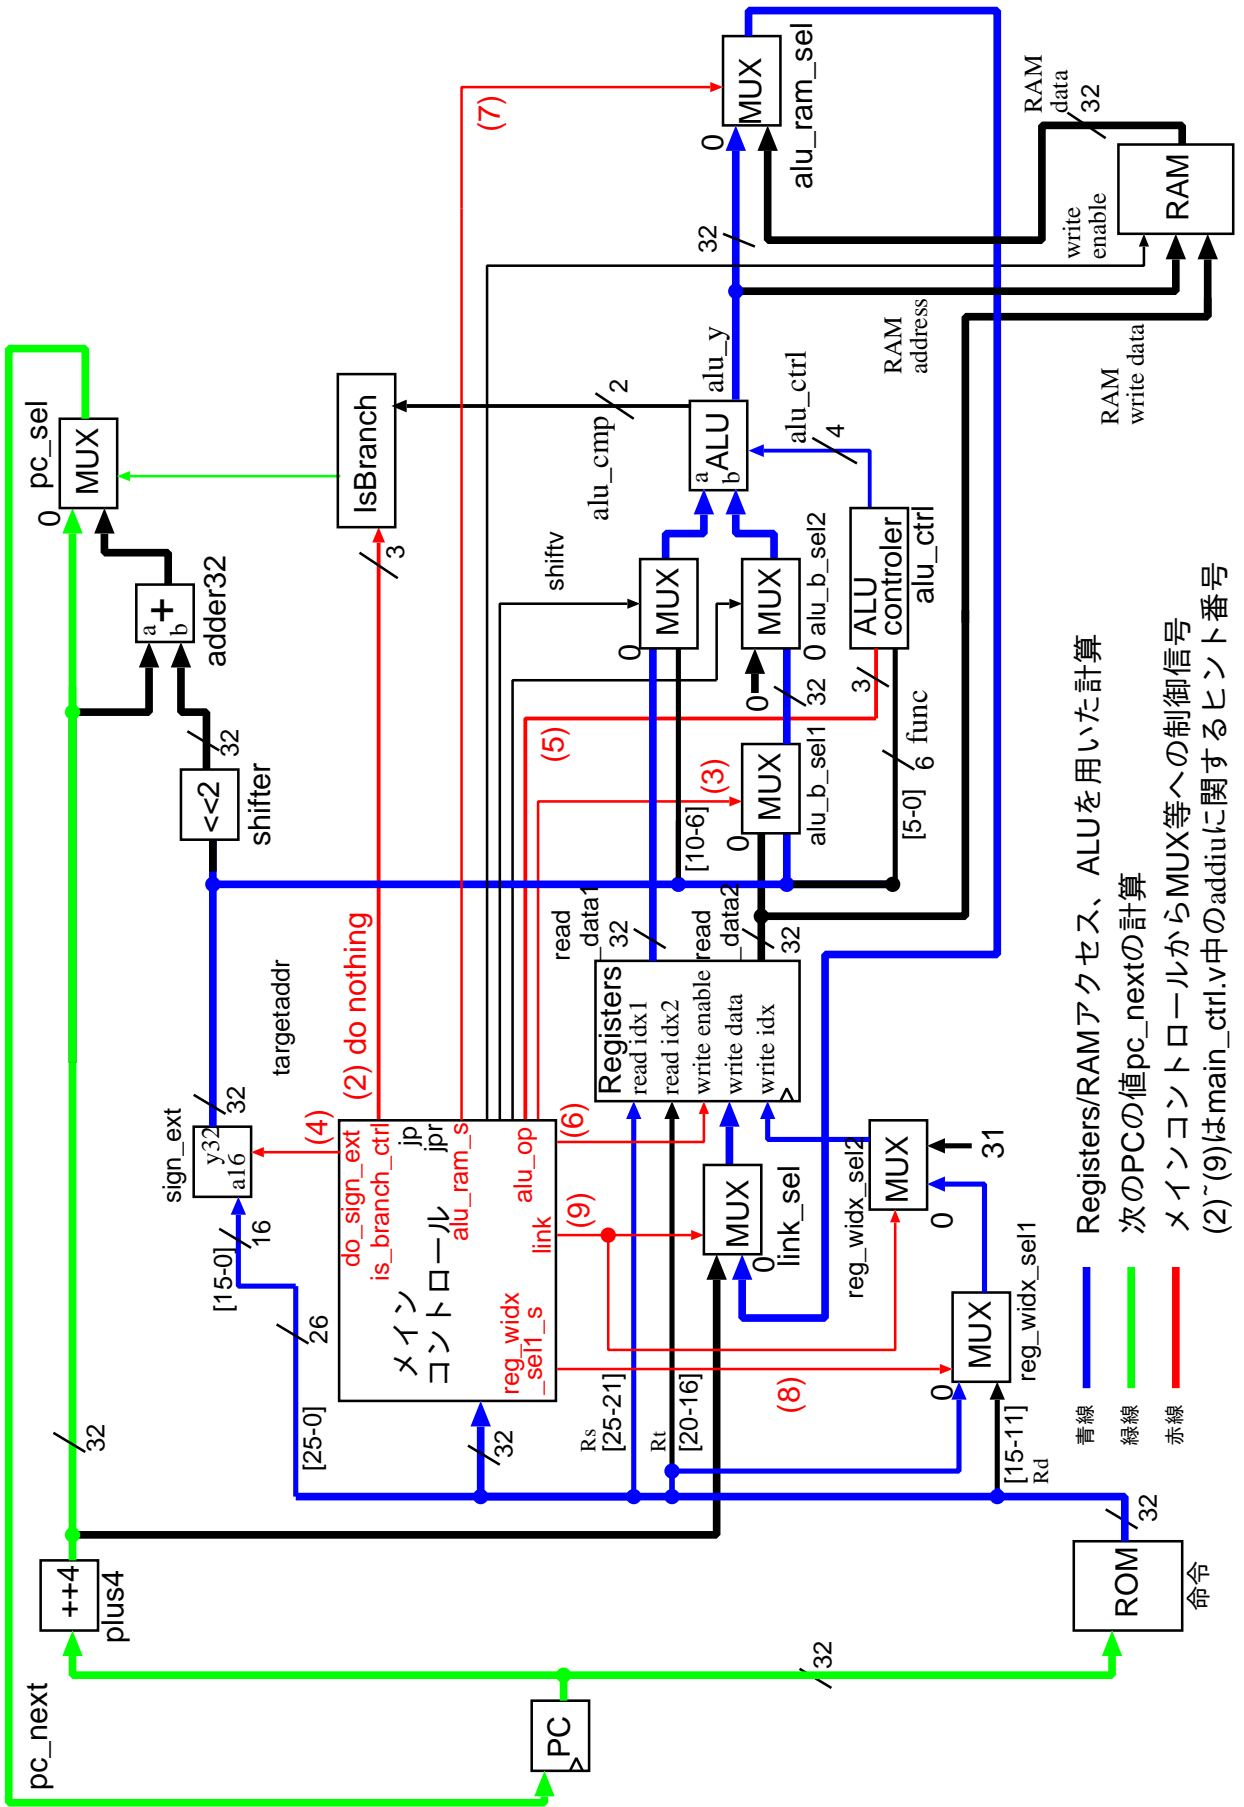 pc_next
PC
++4
plus4
32
32
ROM
命令
32
[25-0]
26
[15-0]
16
sign_ext
a16
y32
32
targetaddr
(4)
(2) do nothing
メイン
コントロール
32
do_sign_ext
is_branch_ctrl
jp
jpr
alu_ram_s
alu_op
link
reg_widx
_sel1_s
(6)
(9)
(8)
Rs
[25-21]
Rt
[20-16]
[15-11]
Rd
0
MUX
reg_widx_sel1
0
MUX
reg_widx_sel2
31
0
MUX
link_sel
Registers
read idx1
read idx2
write enable
write data
write idx
read
_data1
32
read
_data2
32
<<2
shifter
32
a
b
+
adder32
0
MUX
pc_sel
IsBranch
3
[10-6]
0
MUX
alu_b_sel1
(3)
(5)
0
32
0
MUX
shiftv
0
MUX
alu_b_sel2
[5-0]
6
func
3
ALU
controler
alu_ctrl
a
b
ALU
alu_cmp
2
alu_y
alu_ctrl
4
32
(7)
0
MUX
alu_ram_sel
RAM
address
RAM
write data
write
enable
RAM
RAM
data
32
青線
Registers/RAMアクセス、ALUを用いた計算
緑線
次のPCの値pc_nextの計算
赤線
メインコントロールからMUX等への制御信号
(2)~(9)はmain_ctrl.v中のaddiuに関するヒント番号